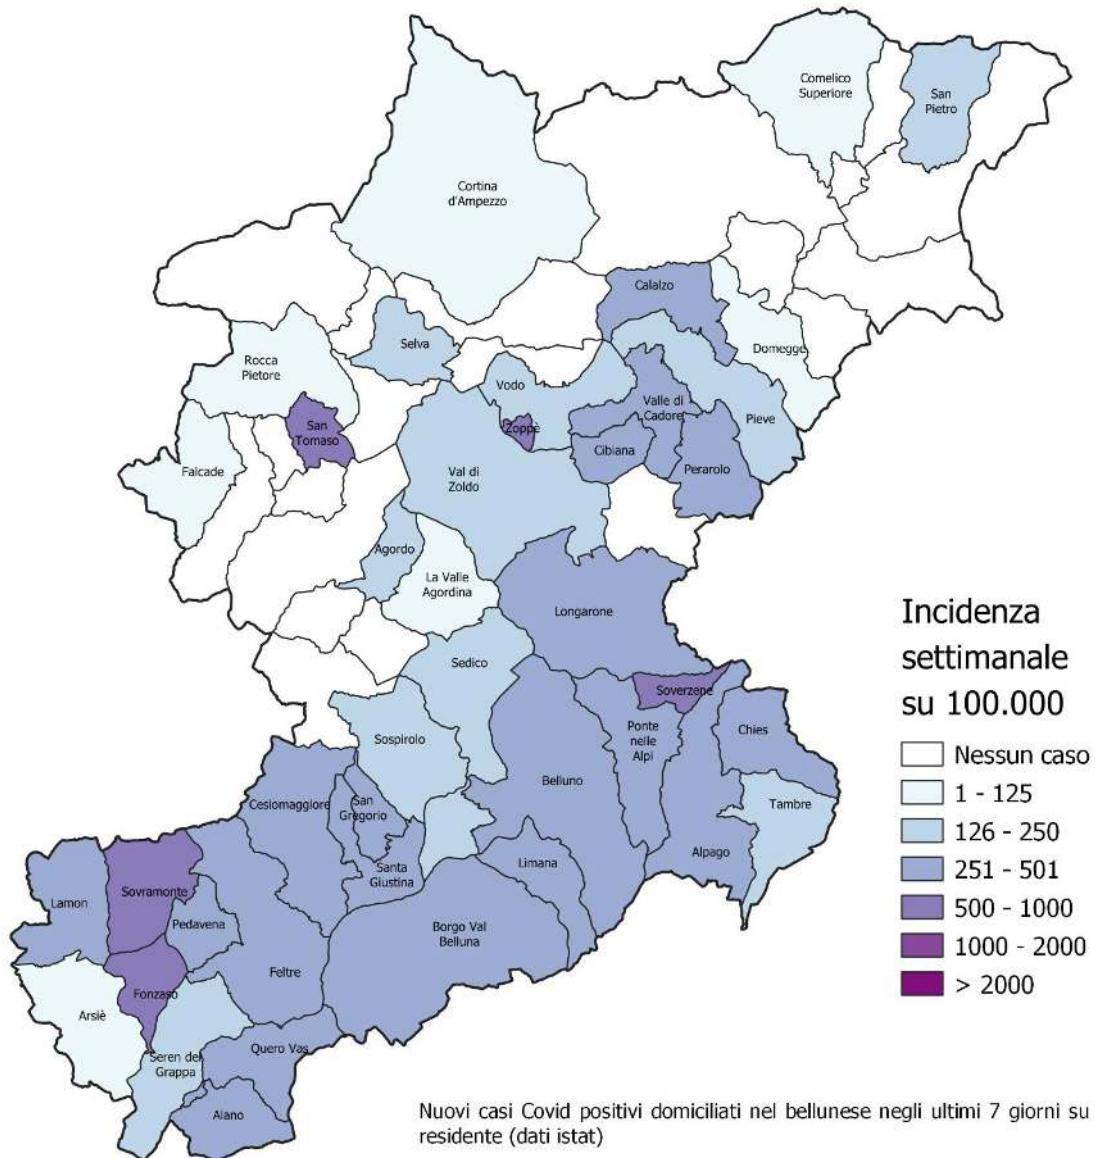 Comelico
Superiore
San
Pietro
Cortina
d'Ampezzo
Calalzo
Selva
Domegge
Rocca
Pietore
Vodo
Valle di
Cadore
Pieve
San
Tomaso
Zoppè
Cibiana
Perarolo
Falcade
Val di
Zoldo
Agordo
La Valle
Agordina
Longarone
Sedico
Soverzene
Sospirolo
Ponte
nelle
Alpi
Chies
Belluno
Tambre
Cesiomaggiore
San
Gregorio
Alpago
Limana
Santa
Giustina
Lamon
Sovramonte
Pedavena
Borgo Val
Belluna
Feltre
Fonzaso
Arsiè
Seren del
Grappa
Quero Vas
Alano
Incidenza
settimanale
su 100.000
Nessun caso
1 - 125
126 - 250
251 - 501
500 - 1000
1000 - 2000
> 2000
Nuovi casi Covid positivi domiciliati nel bellunese negli ultimi 7 giorni su
residente (dati istat)